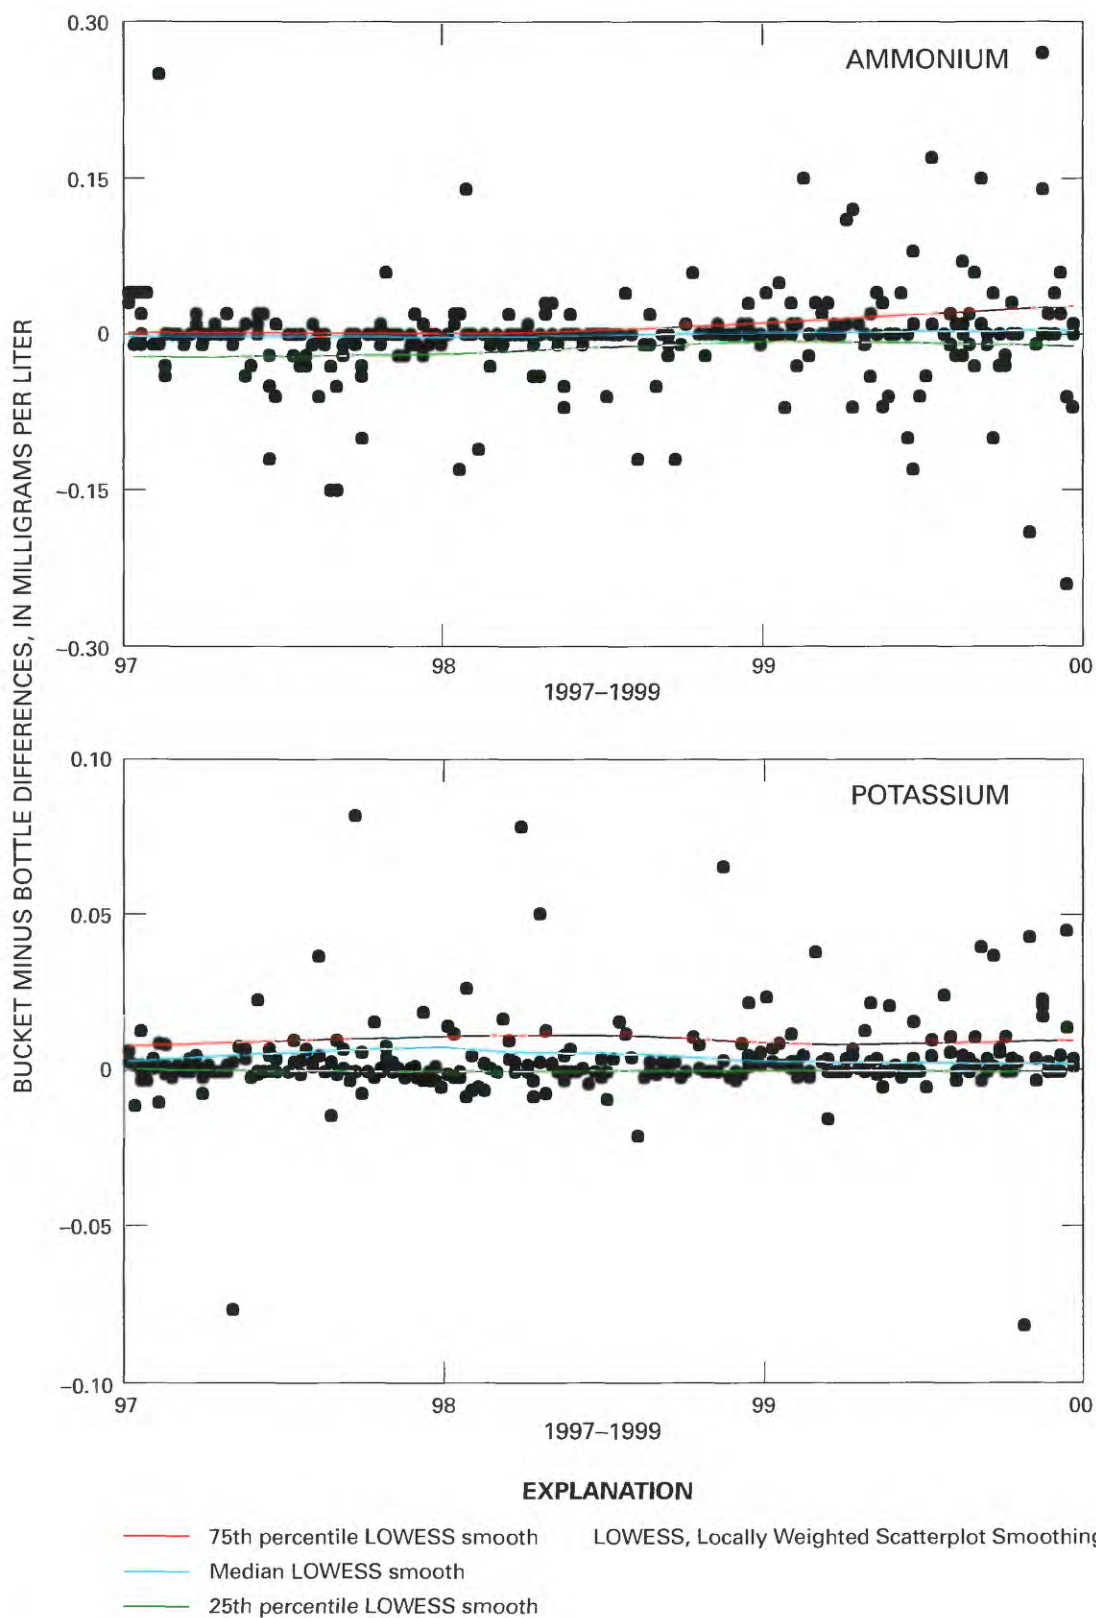 BUCKET MINUS BOTTLE DIFFERENCES, IN MILLIGRAMS PER LITER
0.30
AMMONIUM
0.15
0
−0.15
−0.30
97
98
99
00
1997–1999
0.10
POTASSIUM
0.05
0
−0.05
−0.10
97
98
99
00
1997–1999
EXPLANATION
75th percentile LOWESS smooth
LOWESS, Locally Weighted Scatterplot Smoothing
Median LOWESS smooth
25th percentile LOWESS smooth